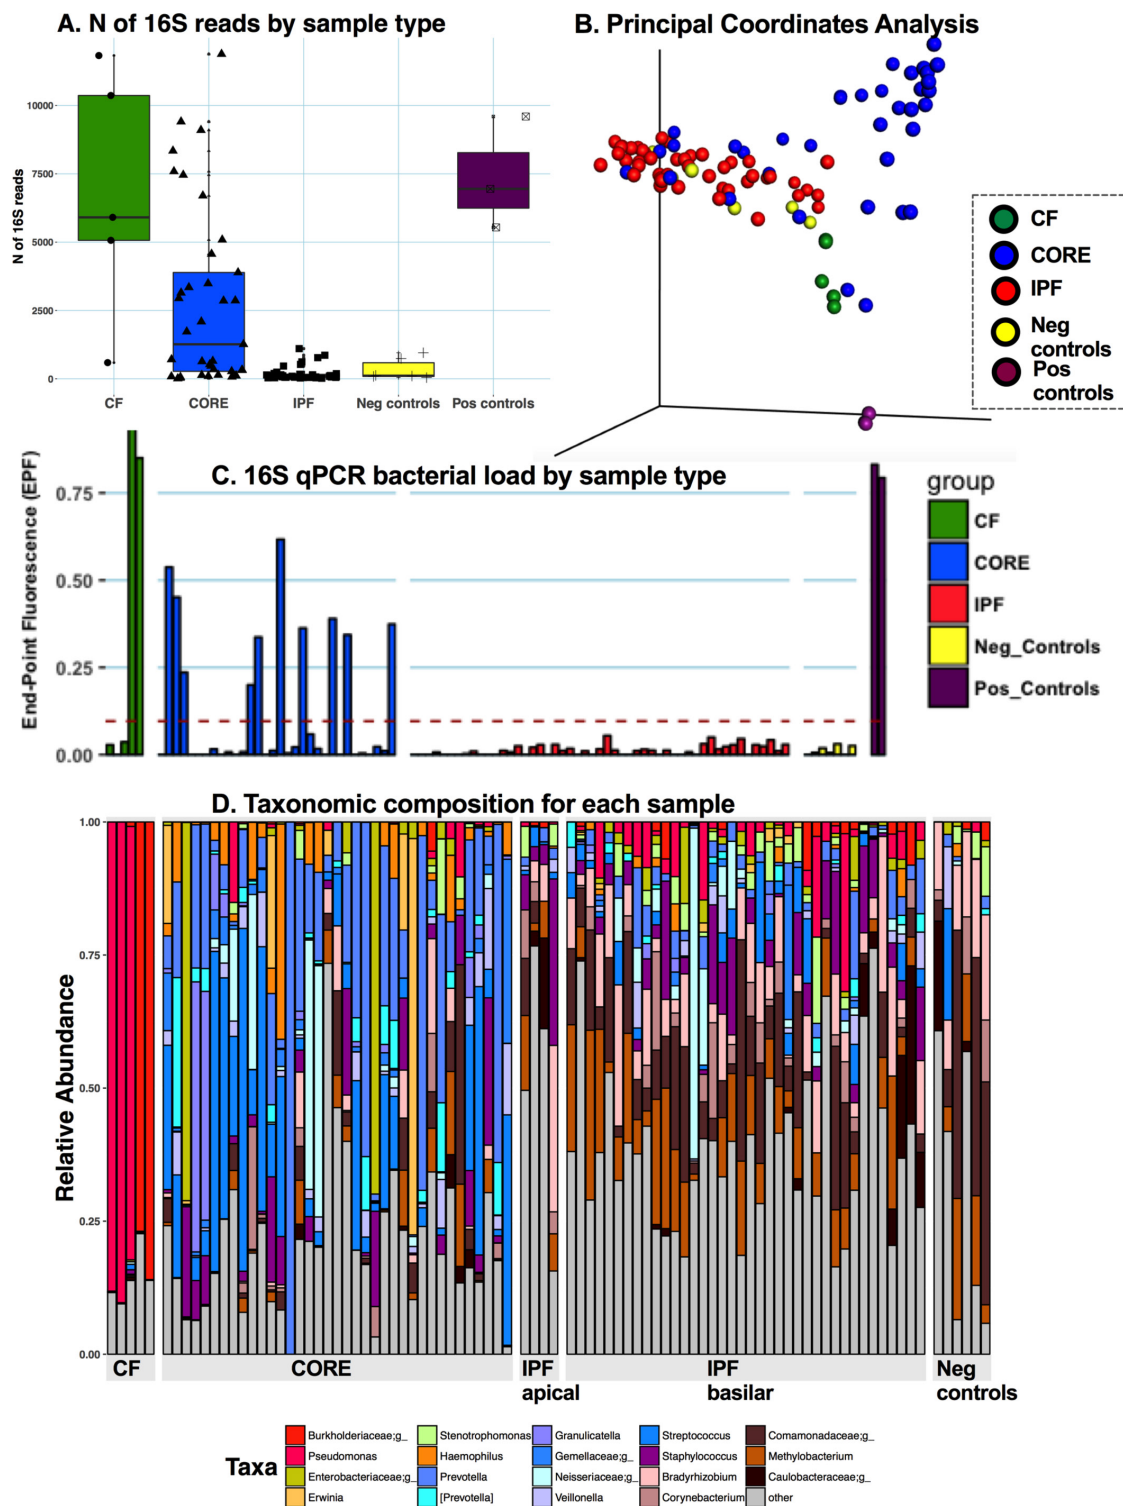 A. N of 16S reads by sample type
N of 16S reads
10000
7500
5000
2500
0
CF CORE IPF Neg controls Pos controls
B. Principal Coordinates Analysis
CF
CORE
IPF
Neg
controls
Pos
controls
C. 16S qPCR bacterial load by sample type
End-Point Fluorescence (EPF)
0.75
0.50
0.25
0.00
group
CF
CORE
IPF
Neg_Controls
Pos_Controls
D. Taxonomic composition for each sample
Relative Abundance
1.00
0.75
0.50
0.25
0.00
CF CORE IPF IPF Neg
apical basilar controls
Taxa
Burkholderiaceae;g_ Stenotrophomonas Granulicatella Streptococcus Comamonadaceae;g_
Pseudomonas Haemophilus Gemellaceae;g_ Staphylococcus Methylobacterium
Enterobacteriaceae;g_ Prevotella Neisseriaceae;g_ Bradyrhizobium Caulobacteraceae;g_
Erwinia [Prevotella] Veillonella Corynebacterium other